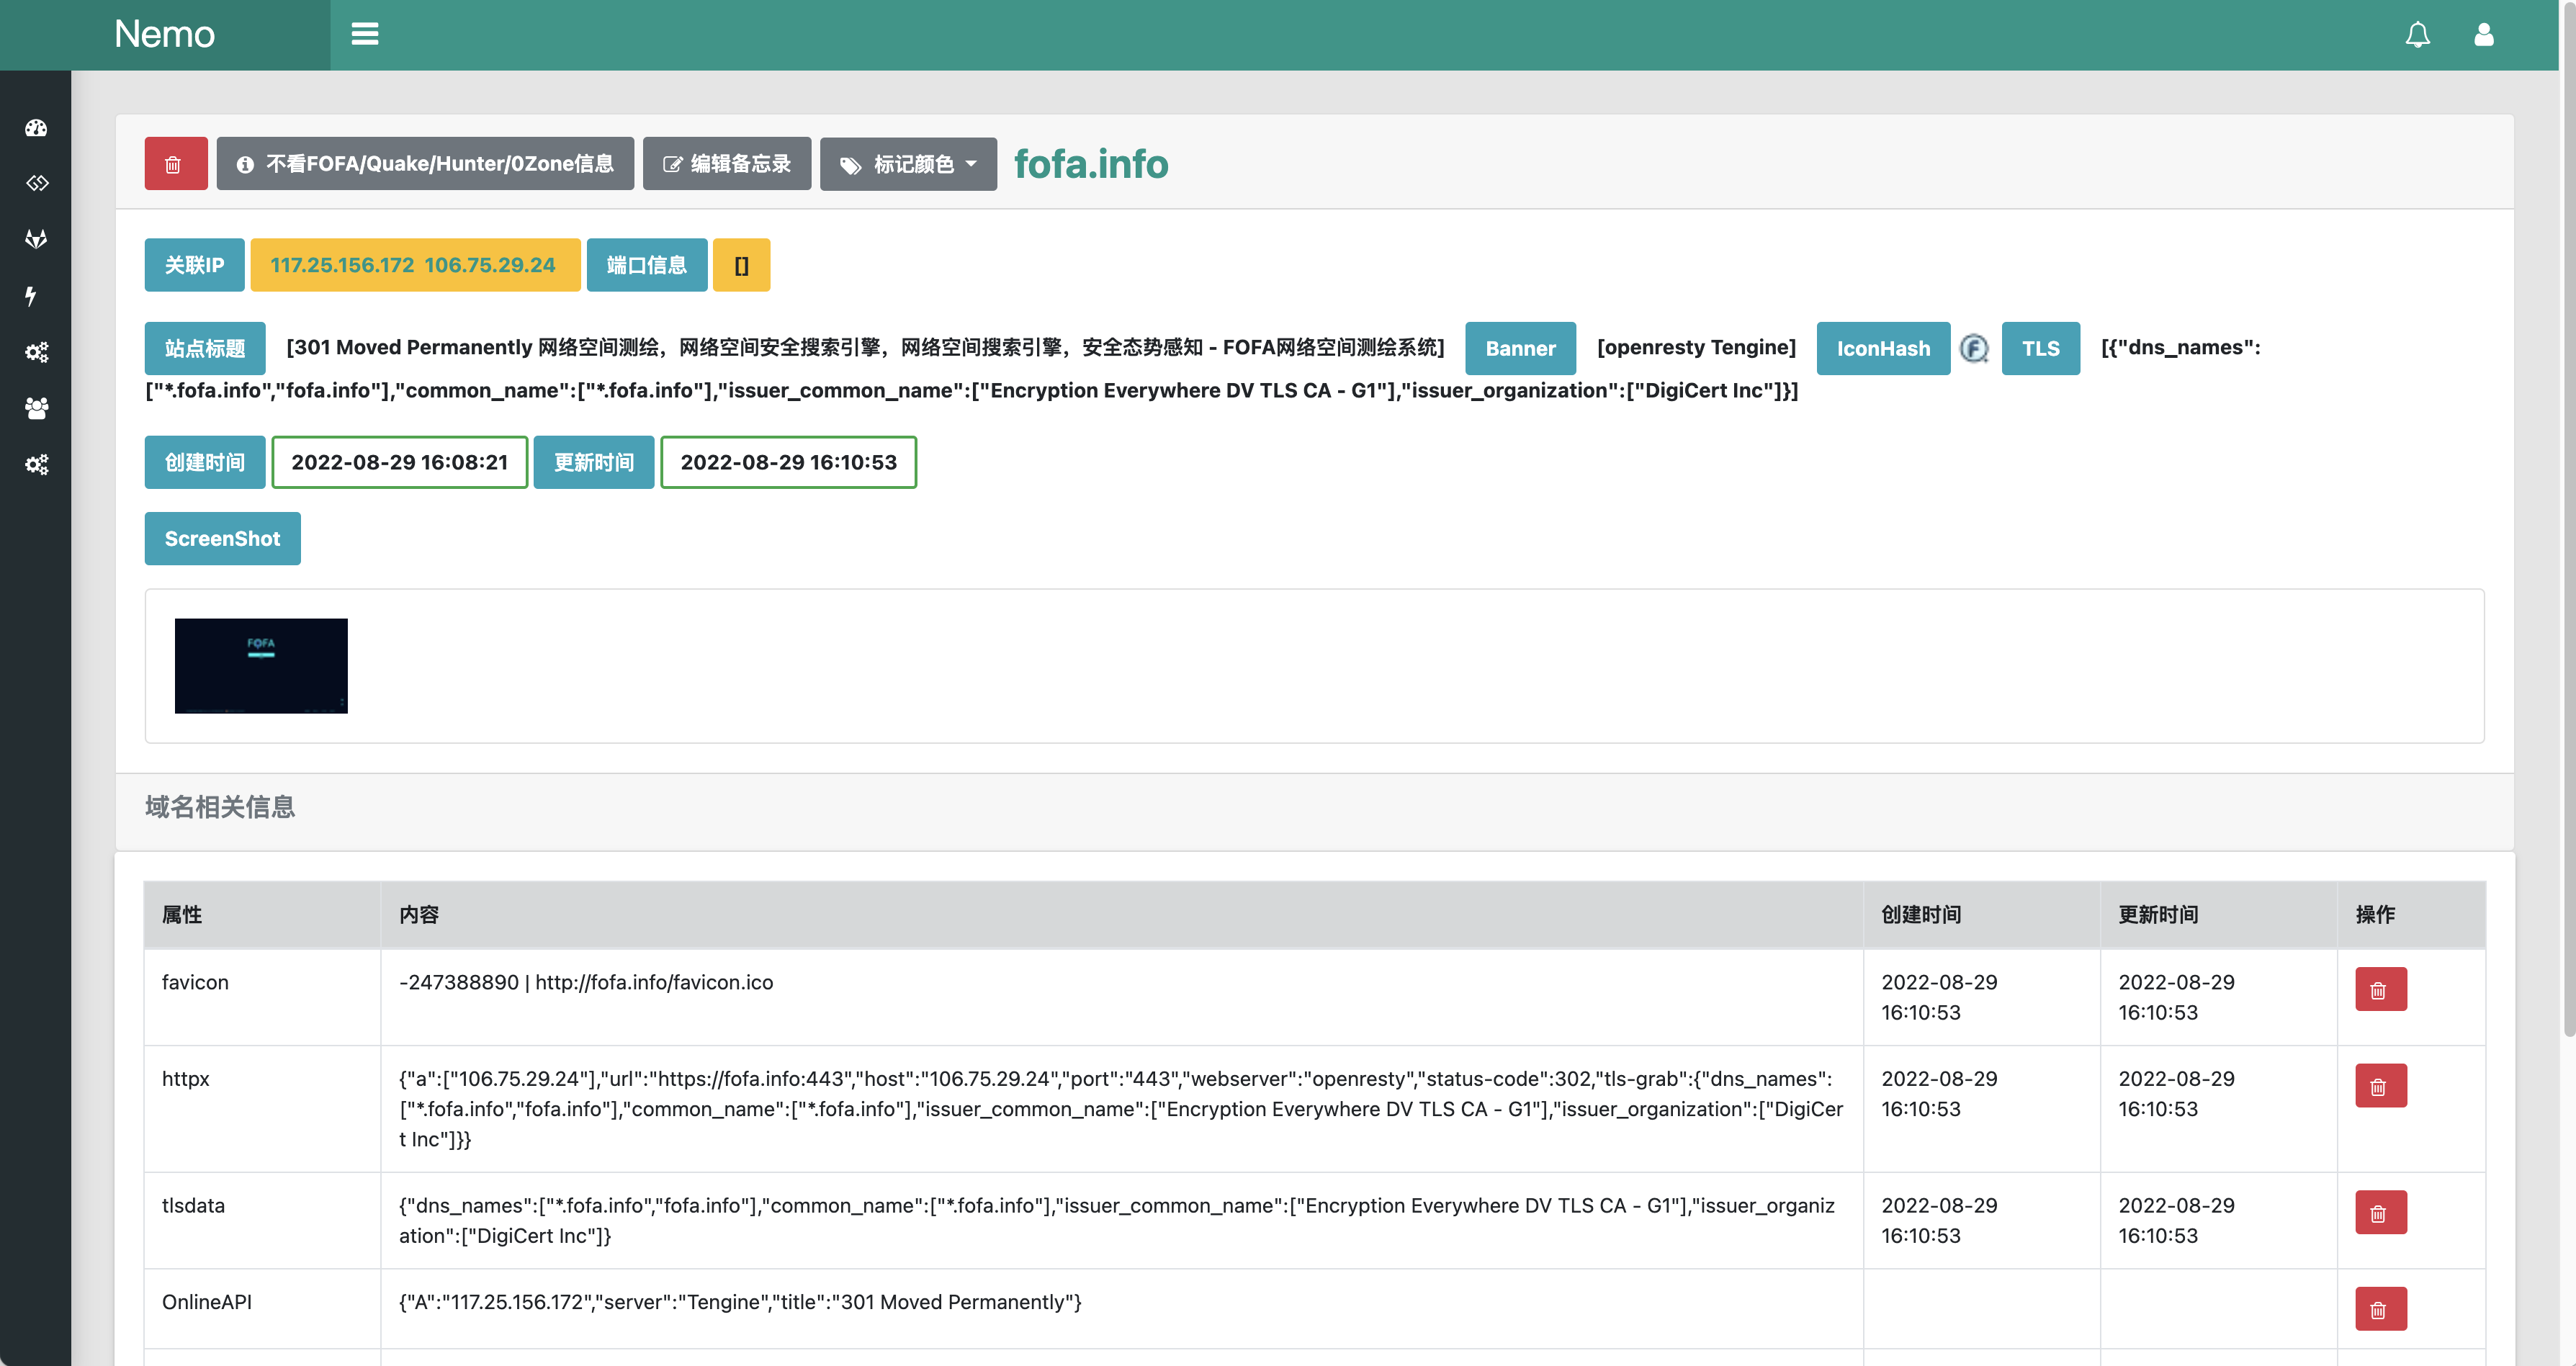 Nemo
不看FOFA/Quake/Hunter/0Zone信息 编辑备忘录 标记颜色 fofa.info
关联IP 117.25.156.172 106.75.29.24 端口信息 []
站点标题 [301 Moved Permanently 网络空间测绘，网络空间安全搜索引擎，网络空间搜索引擎，安全态势感知 - FOFA网络空间测绘系统] Banner [openresty Tengine] IconHash TLS [{"dns_names":
["*.fofa.info","fofa.info"],"common_name":["*.fofa.info"],"issuer_common_name":["Encryption Everywhere DV TLS CA - G1"],"issuer_organization":["DigiCert Inc"]}]
创建时间 2022-08-29 16:08:21 更新时间 2022-08-29 16:10:53
ScreenShot
FOFA
域名相关信息
属性 内容 创建时间 更新时间 操作
favicon -247388890 | http://fofa.info/favicon.ico 2022-08-29 2022-08-29
16:10:53 16:10:53
httpx {"a":["106.75.29.24"],"url":"https://fofa.info:443","host":"106.75.29.24","port":"443","webserver":"openresty","status-code":302,"tls-grab":{"dns_names": 2022-08-29 2022-08-29
["*.fofa.info","fofa.info"],"common_name":["*.fofa.info"],"issuer_common_name":["Encryption Everywhere DV TLS CA - G1"],"issuer_organization":["DigiCer 16:10:53 16:10:53
t Inc"]}}
tlsdata {"dns_names":["*.fofa.info","fofa.info"],"common_name":["*.fofa.info"],"issuer_common_name":["Encryption Everywhere DV TLS CA - G1"],"issuer_organiz 2022-08-29 2022-08-29
ation":["DigiCert Inc"]} 16:10:53 16:10:53
OnlineAPI {"A":"117.25.156.172","server":"Tengine","title":"301 Moved Permanently"}